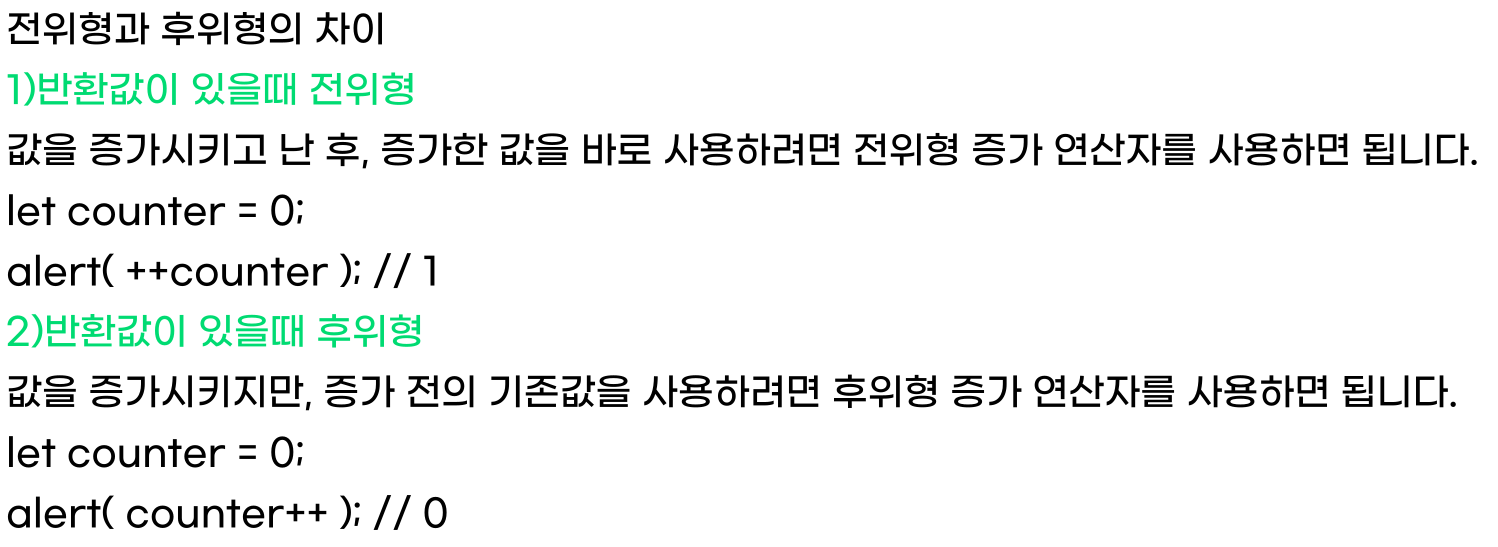 전위형과 후위형의 차이
1)반환값이 있을때 전위형
값을 증가시키고 난 후, 증가한 값을 바로 사용하려면 전위형 증가 연산자를 사용하면 됩니다.
let counter = 0;
alert( ++counter ); // 1
2)반환값이 있을때 후위형
값을 증가시키지만, 증가 전의 기존값을 사용하려면 후위형 증가 연산자를 사용하면 됩니다.
let counter = 0;
alert( counter++ ); // 0